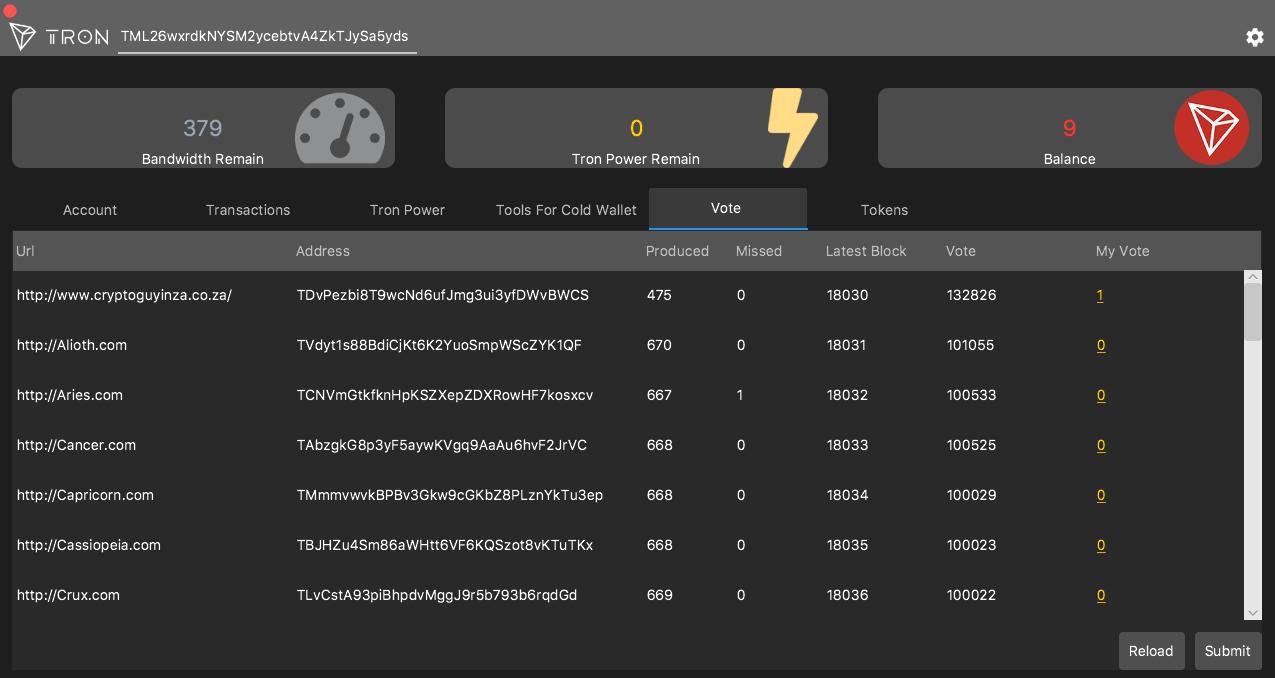 TRON TML26wxrdkNYSM2ycebtvA4ZkTJySa5yds
379
Bandwidth Remain
0
Tron Power Remain
9
Balance
Account Transactions Tron Power Tools For Cold Wallet Vote Tokens
Url Address Produced Missed Latest Block Vote My Vote
http://www.cryptoguyinza.co.za/ TDvPezbi8T9wcNd6ufJmg3ui3yfDWvBWCS 475 0 18030 132826 1
http://Alioth.com TVdyt1s88BdiCjKt6K2YuoSmpWScZYK1QF 670 0 18031 101055 0
http://Aries.com TCNVmGtkfknHpKSZXepZDXRowHF7kosxcv 667 1 18032 100533 0
http://Cancer.com TAbzgkG8p3yF5aywKVgq9AaAu6hvF2JrVC 668 0 18033 100525 0
http://Capricorn.com TMmmvwvkBPBv3Gkw9cGKbZ8PLznYkTu3ep 668 0 18034 100029 0
http://Cassiopeia.com TBJHZu4Sm86aWHtt6VF6KQSzot8vKTuTKx 668 0 18035 100023 0
http://Crux.com TLvCstA93piBhpdvMggJ9r5b793b6rqdGd 669 0 18036 100022 0
Reload Submit